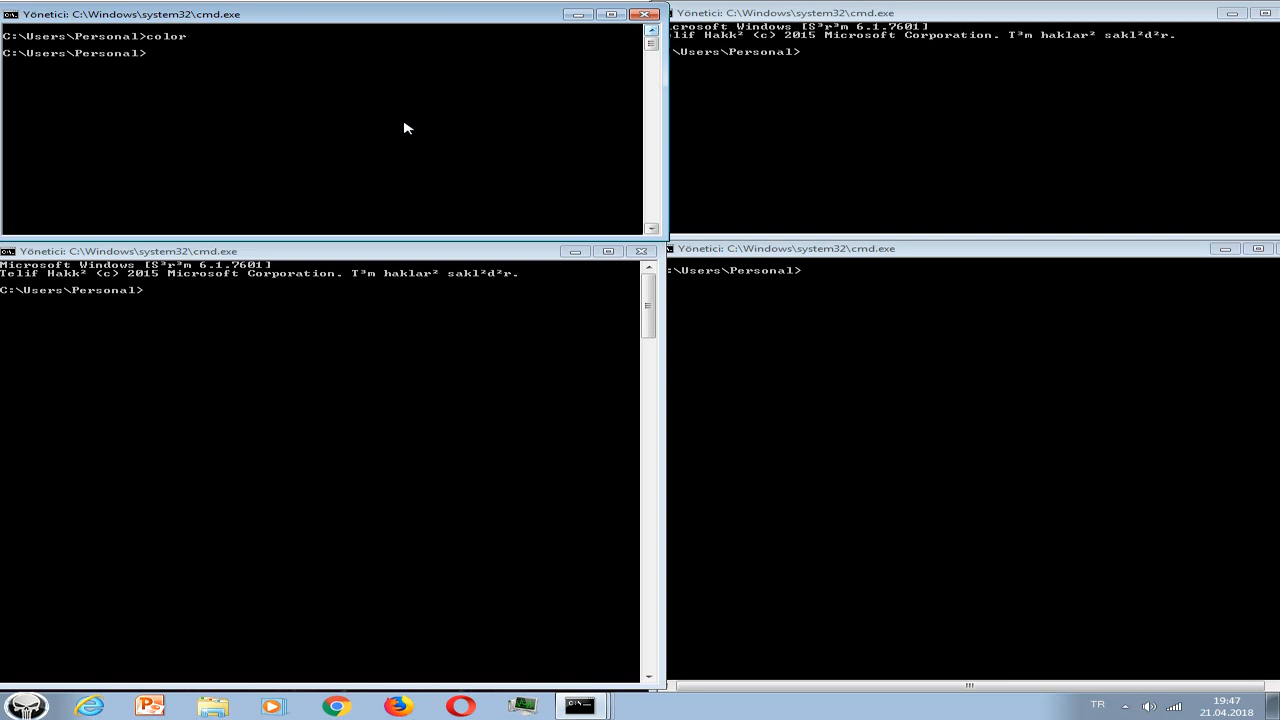 Yönetici: C:\Windows\system32\cmd.exe
C:\Users\Personal>color
C:\Users\Personal>
Yönetici: C:\Windows\system32\cmd.exe
crosoft Windows [S³r³m 6.1.7601]
lif Hakk² (c) 2015 Microsoft Corporation. T³m haklar² sakl²d²r.
\Users\Personal>
Yönetici: C:\Windows\system32\cmd.exe
Microsoft Windows [S³r³m 6.1.7601]
Telif Hakk² (c) 2015 Microsoft Corporation. T³m haklar² sakl²d²r.
C:\Users\Personal>
Yönetici: C:\Windows\system32\cmd.exe
:\Users\Personal>
TR
19:47
21.04.2018